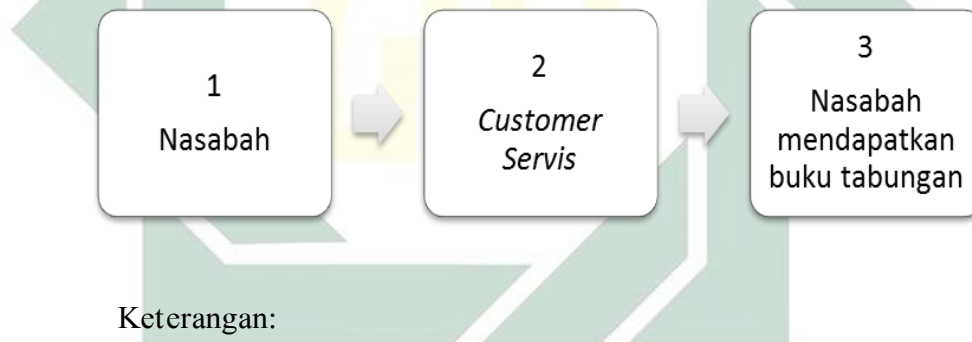 1
Nasabah
2
Customer
Servis
3
Nasabah
mendapatkan
buku tabungan
Keterangan: